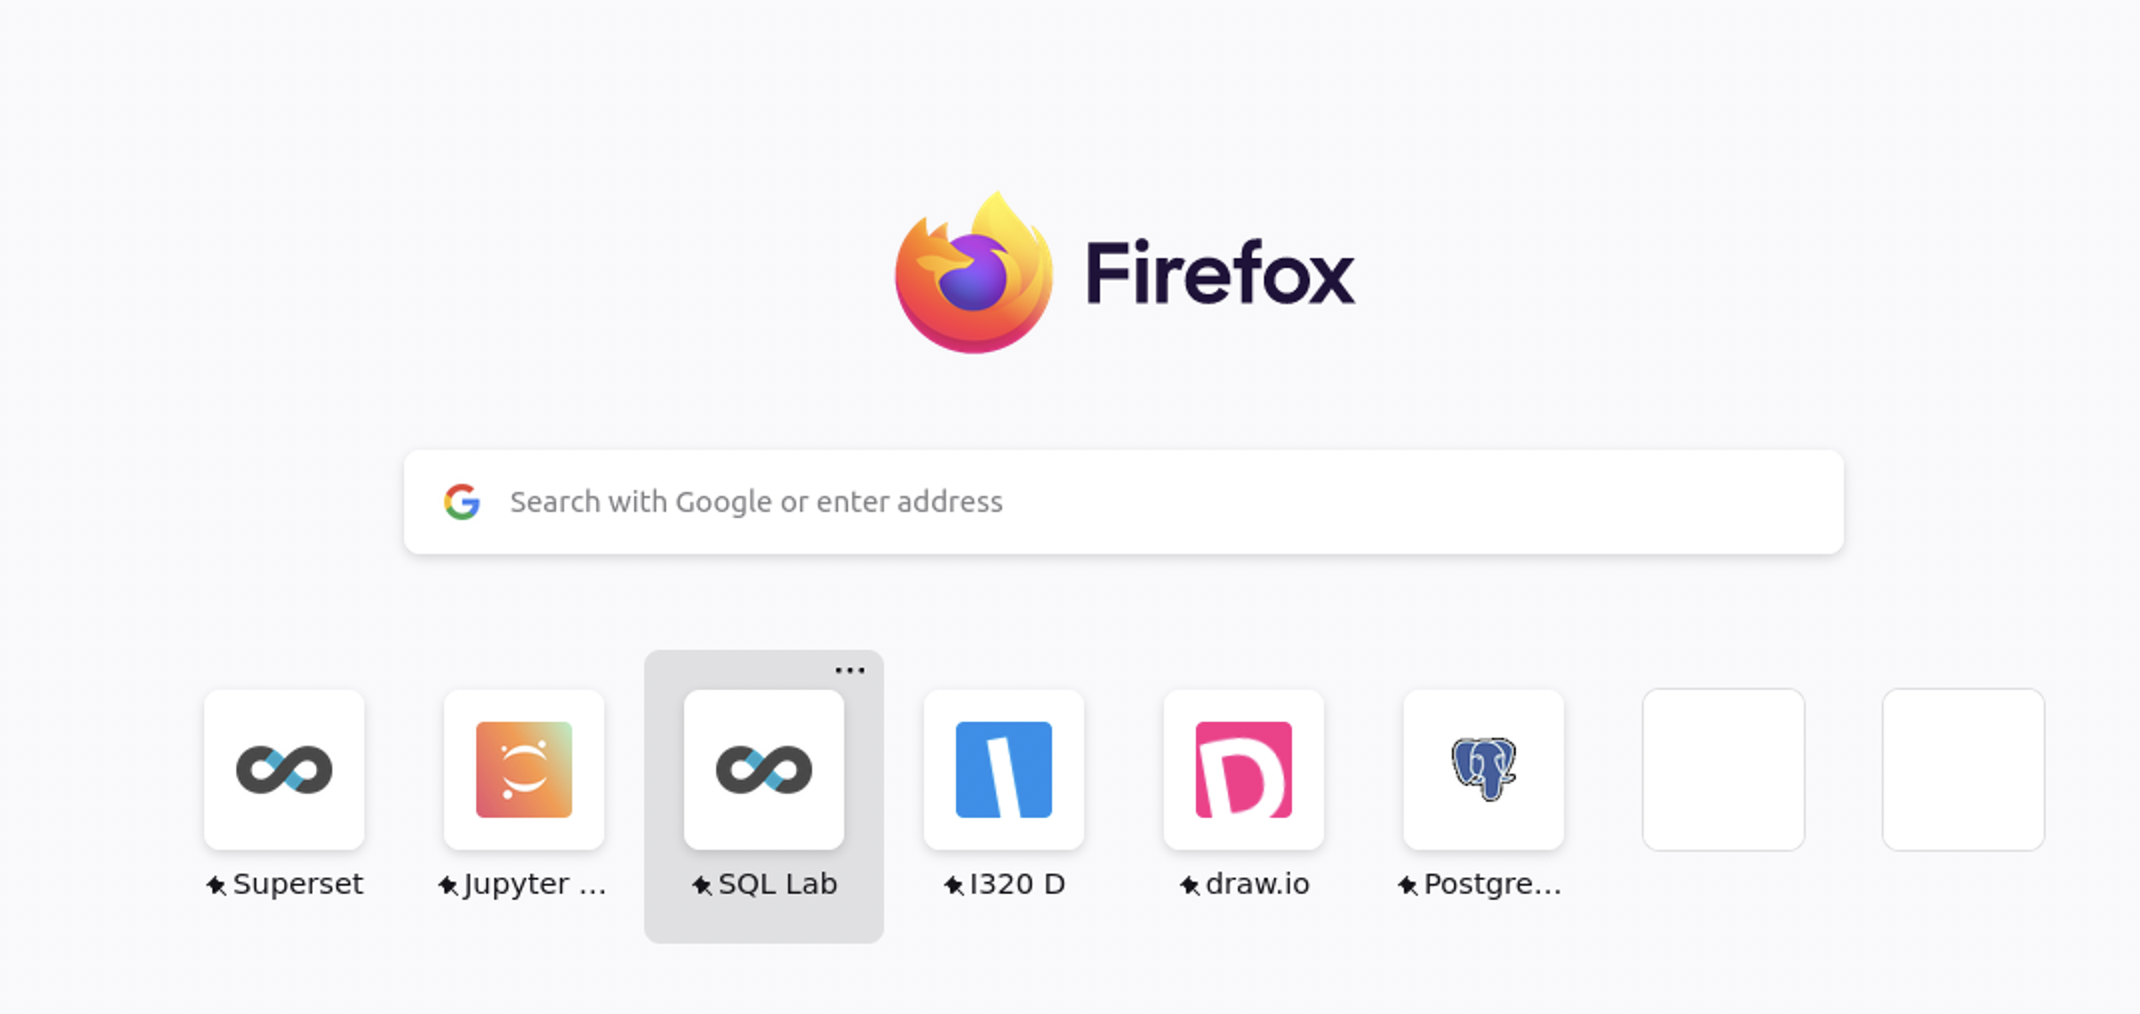 Firefox
Search with Google or enter address
Superset
Jupyter ...
SQL Lab
I320 D
draw.io
Postgre...